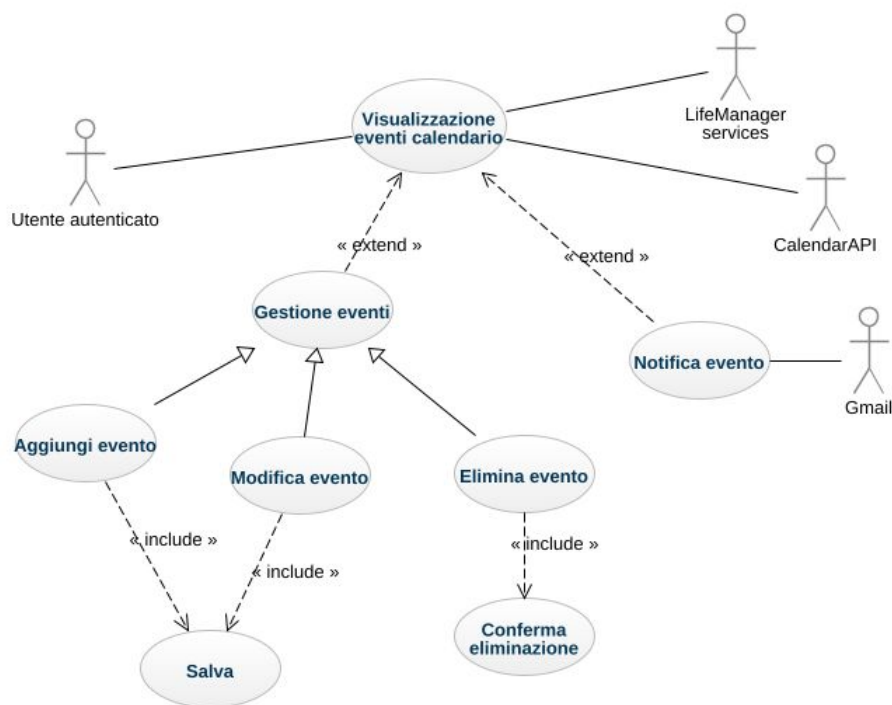 LifeManager
services
Visualizzazione
eventi calendario
Utente autenticato
CalendarAPI
« extend »
« extend »
Gestione eventi
Notifica evento
Gmail
Aggiungi evento
Modifica evento
Elimina evento
« include »
« include »
« include »
Conferma
eliminazione
Salva